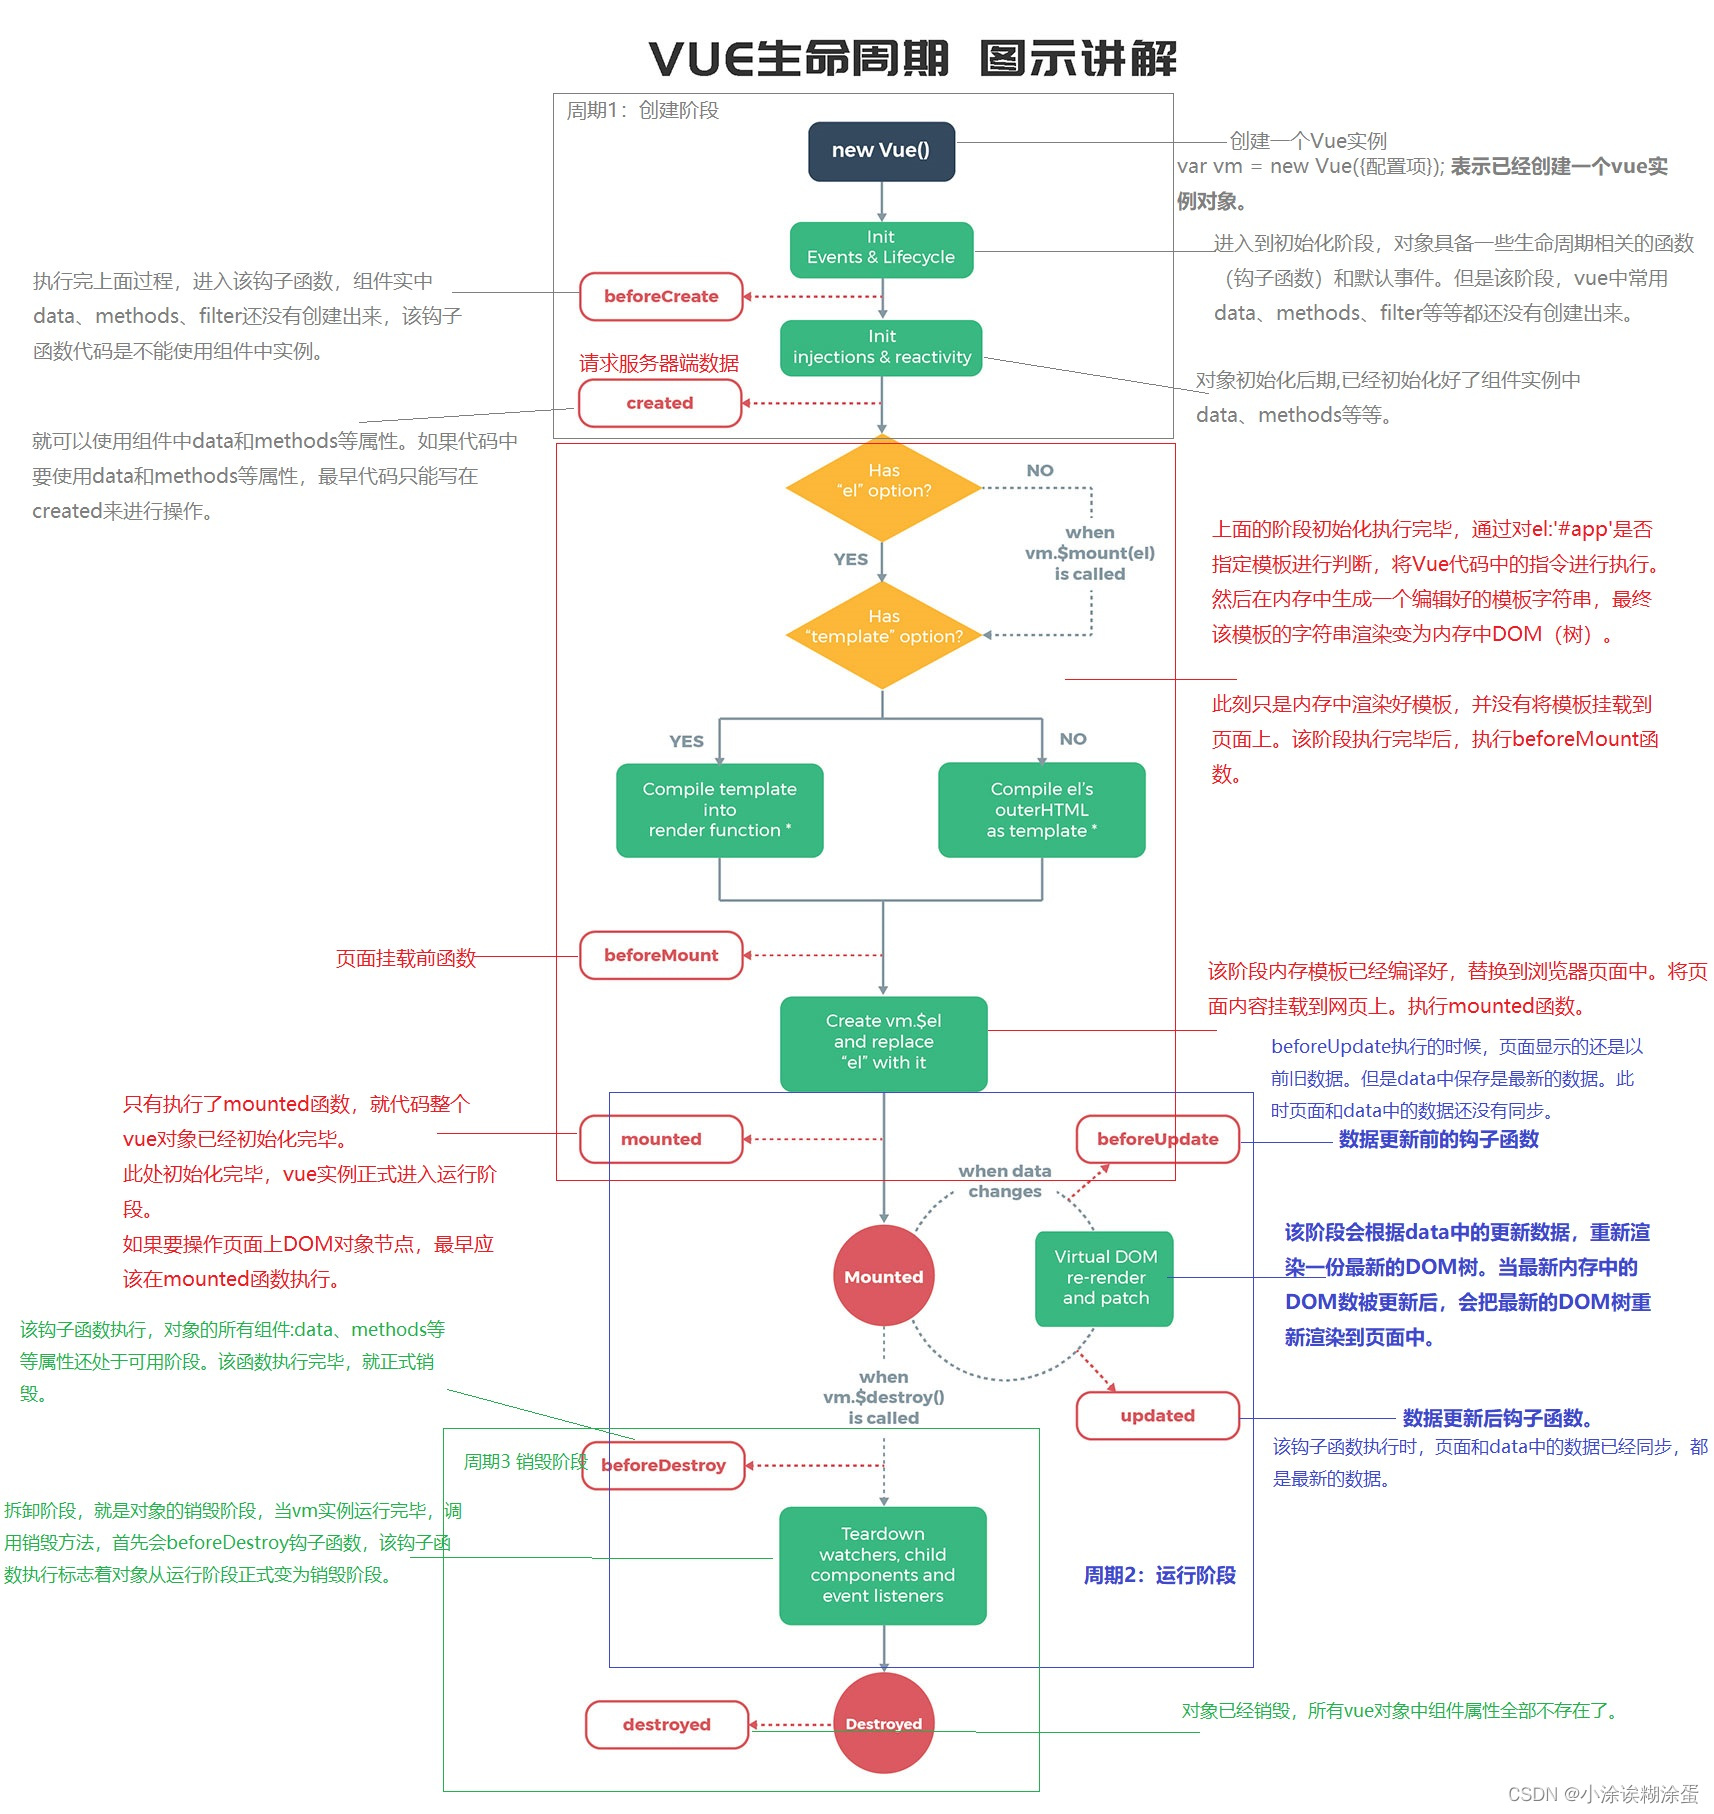 VUE生命周期 图示讲解
周期1：创建阶段
new Vue()
创建一个Vue实例
var vm = new Vue({配置项}); 表示已经创建一个vue实
例对象。
Init
Events & Lifecycle
进入到初始化阶段，对象具备一些生命周期相关的函数
（钩子函数）和默认事件。但是该阶段，vue中常用
data、methods、filter等等都还没有创建出来。
执行完上面过程，进入该钩子函数，组件实中
data、methods、filter还没有创建出来，该钩子
函数代码是不能使用组件中实例。
beforeCreate
Init
injections & reactivity
请求服务器端数据
created
对象初始化后期,已经初始化好了组件实例中
data、methods等等。
就可以使用组件中data和methods等属性。如果代码中
要使用data和methods等属性，最早代码只能写在
created来进行操作。
Has
“el” option?
NO
when
vm.$mount(el)
is called
YES
上面的阶段初始化执行完毕，通过对el:'#app'是否
指定模板进行判断，将Vue代码中的指令进行执行。
然后在内存中生成一个编辑好的模板字符串，最终
该模板的字符串渲染变为内存中DOM（树）。
Has
“template” option?
此刻只是内存中渲染好模板，并没有将模板挂载到
页面上。该阶段执行完毕后，执行beforeMount函
数。
YES
NO
Compile template
into
render function *
Compile el’s
outerHTML
as template *
页面挂载前函数
beforeMount
该阶段内存模板已经编译好，替换到浏览器页面中。将页
面内容挂载到网页上。执行mounted函数。
Create vm.$el
and replace
“el” with it
beforeUpdate执行的时候，页面显示的还是以
前旧数据。但是data中保存是最新的数据。此
时页面和data中的数据还没有同步。
只有执行了mounted函数，就代码整个
vue对象已经初始化完毕。
此处初始化完毕，vue实例正式进入运行阶
段。
如果要操作页面上DOM对象节点，最早应
该在mounted函数执行。
mounted
beforeUpdate
数据更新前的钩子函数
when data
changes
Mounted
Virtual DOM
re-render
and patch
该阶段会根据data中的更新数据，重新渲
染一份最新的DOM树。当最新内存中的
DOM数被更新后，会把最新的DOM树重
新渲染到页面中。
该钩子函数执行，对象的所有组件:data、methods等
等属性还处于可用阶段。该函数执行完毕，就正式销
毁。
when
vm.$destroy()
is called
updated
数据更新后钩子函数。
该钩子函数执行时，页面和data中的数据已经同步，都
是最新的数据。
周期3 销毁阶段
beforeDestroy
拆卸阶段，就是对象的销毁阶段，当vm实例运行完毕，调
用销毁方法，首先会beforeDestroy钩子函数，该钩子函
数执行标志着对象从运行阶段正式变为销毁阶段。
Teardown
watchers, child
components and
event listeners
周期2：运行阶段
destroyed
Destroyed
对象已经销毁，所有vue对象中组件属性全部不存在了。
CSDN @小涂诶糊涂蛋